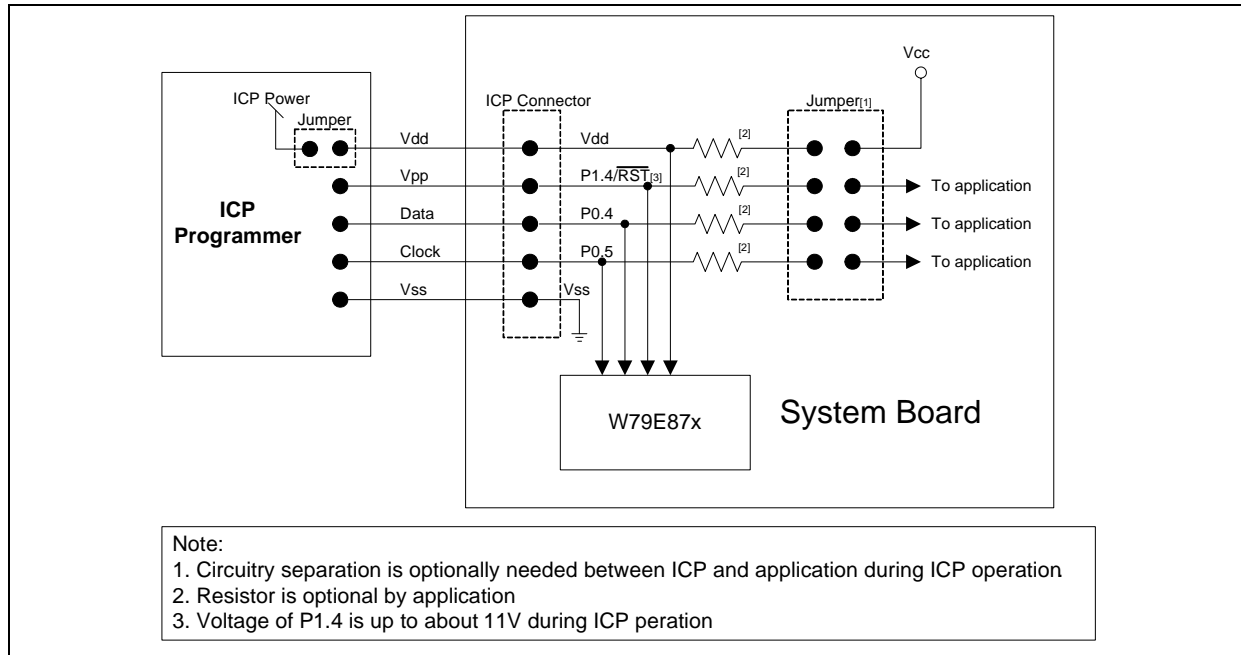 Vcc
ICP Power
ICP Connector
Jumper[1]
Jumper
Vdd
Vdd
[2]
Vpp
P1.4/RST[3]
[2]
To application
ICP
Programmer
Data
P0.4
[2]
To application
Clock
P0.5
[2]
To application
Vss
Vss
W79E87x
System Board
Note:
1. Circuitry separation is optionally needed between ICP and application during ICP operation.
2. Resistor is optional by application
3. Voltage of P1.4 is up to about 11V during ICP peration